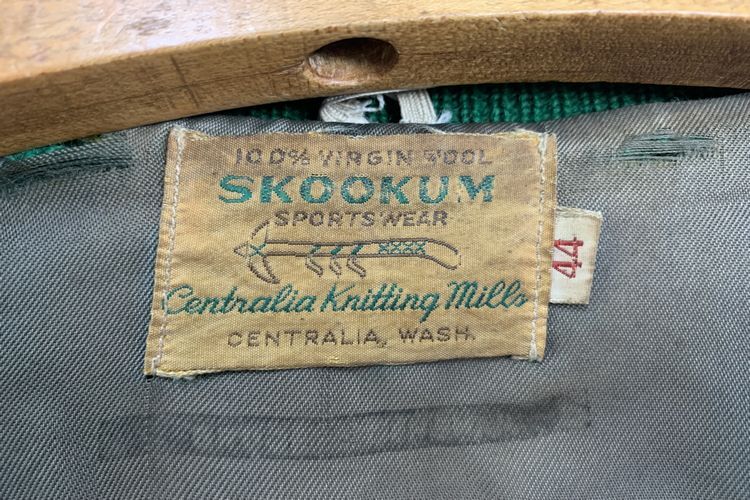 100% VIRGIN WOOL
SKOOKUM
SPORTSWEAR
Centralia Knitting Mills
CENTRALIA, WASH.
44